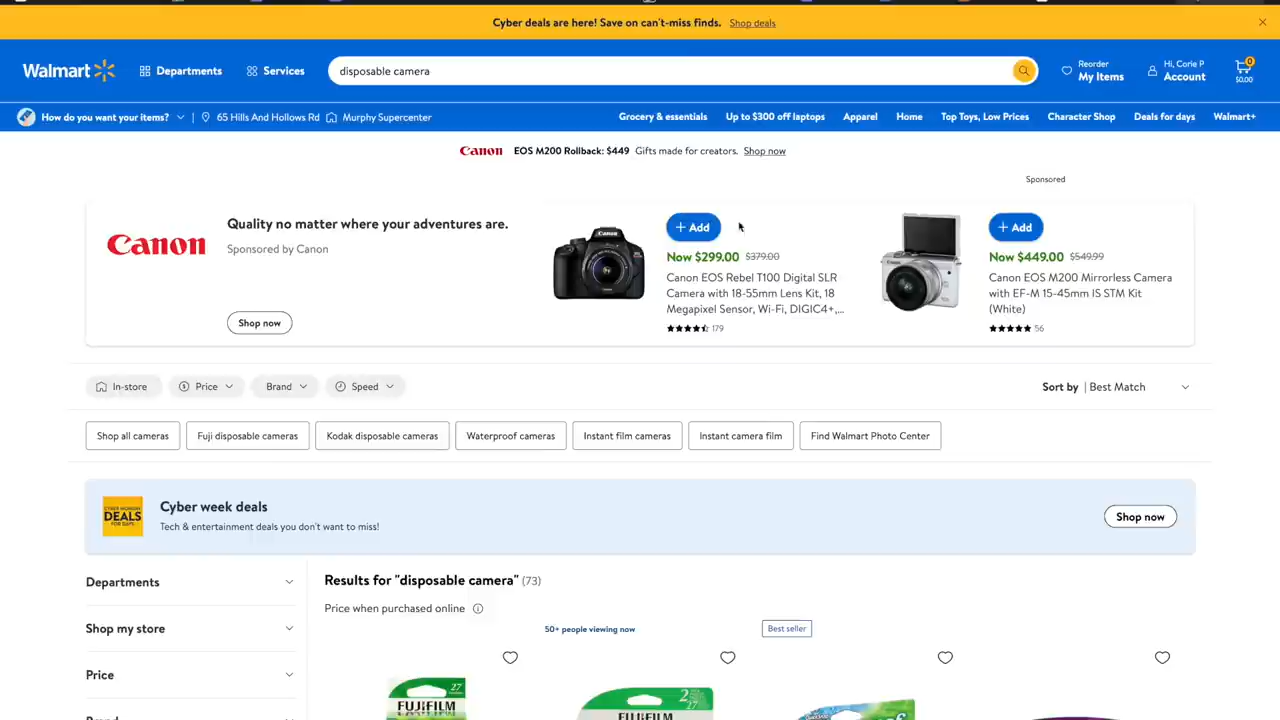 Cyber deals are here! Save on can't-miss finds. Shop deals
Walmart
Departments
Services
disposable camera
Reorder
My Items
Hi, Corie P
Account
0
$0.00
How do you want your items? | 65 Hills And Hollows Rd Murphy Supercenter
Grocery & essentials Up to $300 off laptops Apparel Home Top Toys, Low Prices Character Shop Deals for days Walmart+
Canon EOS M200 Rollback: $449 Gifts made for creators. Shop now
Sponsored
Canon
Quality no matter where your adventures are.
Sponsored by Canon
Shop now
+ Add
Now $299.00 $379.00
Canon EOS Rebel T100 Digital SLR
Camera with 18-55mm Lens Kit, 18
Megapixel Sensor, Wi-Fi, DIGIC4+,...
179
+ Add
Now $449.00 $549.99
Canon EOS M200 Mirrorless Camera
with EF-M 15-45mm IS STM Kit
(White)
56
In-store Price Brand Speed
Sort by | Best Match
Shop all cameras Fuji disposable cameras Kodak disposable cameras Waterproof cameras Instant film cameras Instant camera film Find Walmart Photo Center
DEALS
Cyber week deals
Tech & entertainment deals you don't want to miss!
Shop now
Departments
Shop my store
Price
Results for "disposable camera" (73)
Price when purchased online
50+ people viewing now
Best seller
27
FUJIFILM
2
27
FUJIFILM